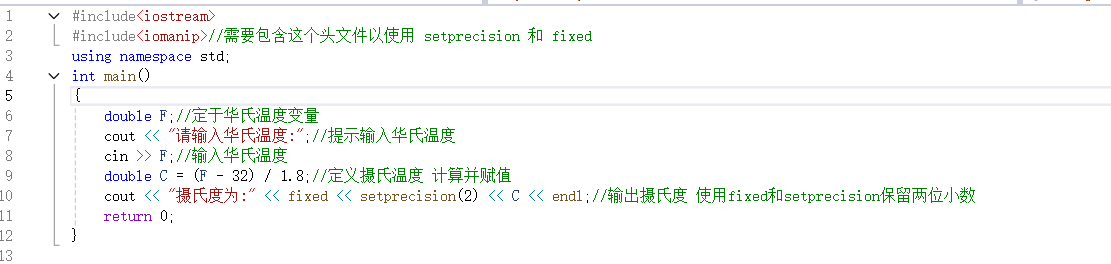 1 #include<iostream>
2 #include<iomanip>//需要包含这个头文件以使用 setprecision 和 fixed
3 using namespace std;
4 int main()
5 {
6 double F;//定于华氏温度变量
7 cout << "请输入华氏温度:";//提示输入华氏温度
8 cin >> F;//输入华氏温度
9 double C = (F - 32) / 1.8;//定义摄氏温度 计算并赋值
10 cout << "摄氏度为:" << fixed << setprecision(2) << C << endl;//输出摄氏度 使用fixed和setprecision保留两位小数
11 return 0;
12 }
13